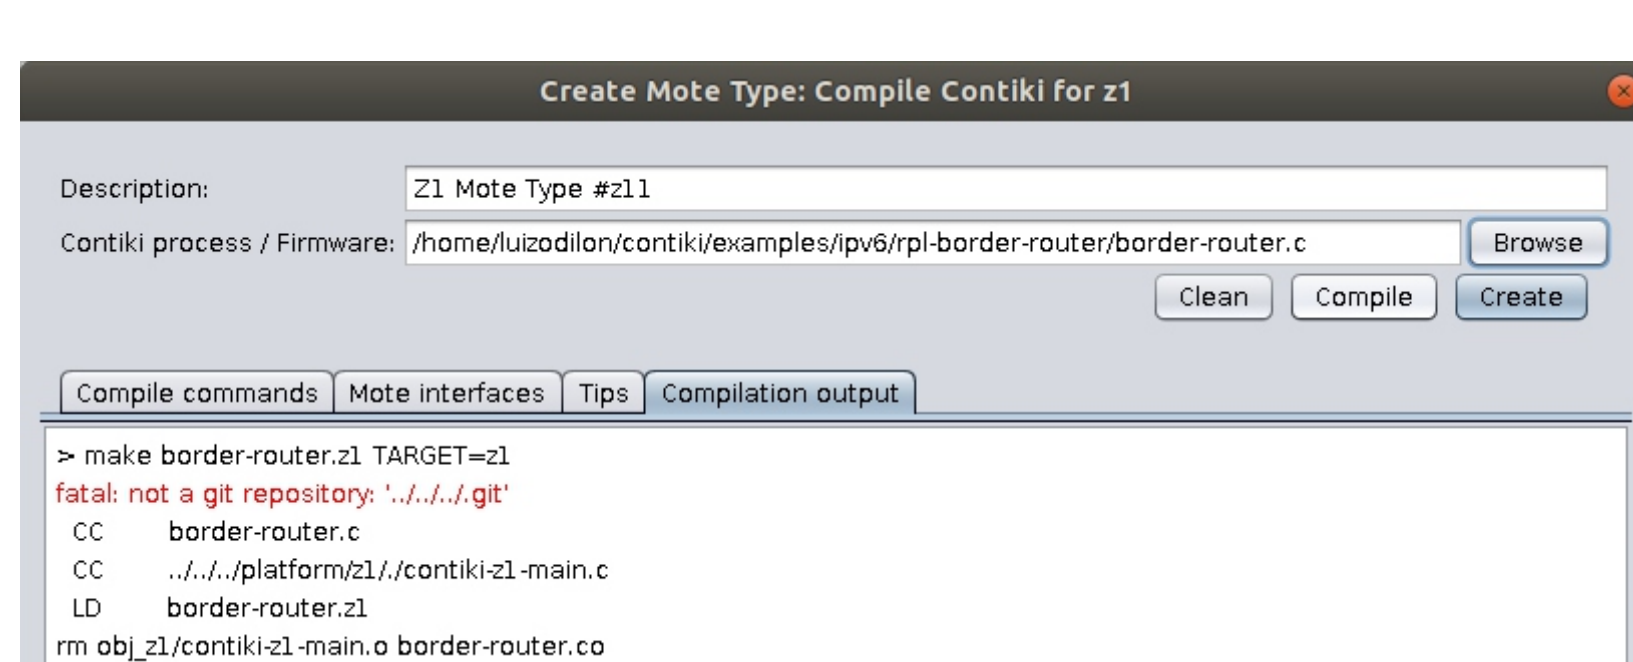 Create Mote Type: Compile Contiki for z1
Description: Z1 Mote Type #z11
Contiki process / Firmware: /home/luizodilon/contiki/examples/ipv6/rpl-border-router/border-router.c Browse
Clean Compile Create
Compile commands Mote interfaces Tips Compilation output
> make border-router.z1 TARGET=z1
fatal: not a git repository: '../../../.git'
CC border-router.c
CC ../../../platform/z1/./contiki-z1-main.c
LD border-router.z1
rm obj_z1/contiki-z1-main.o border-router.co